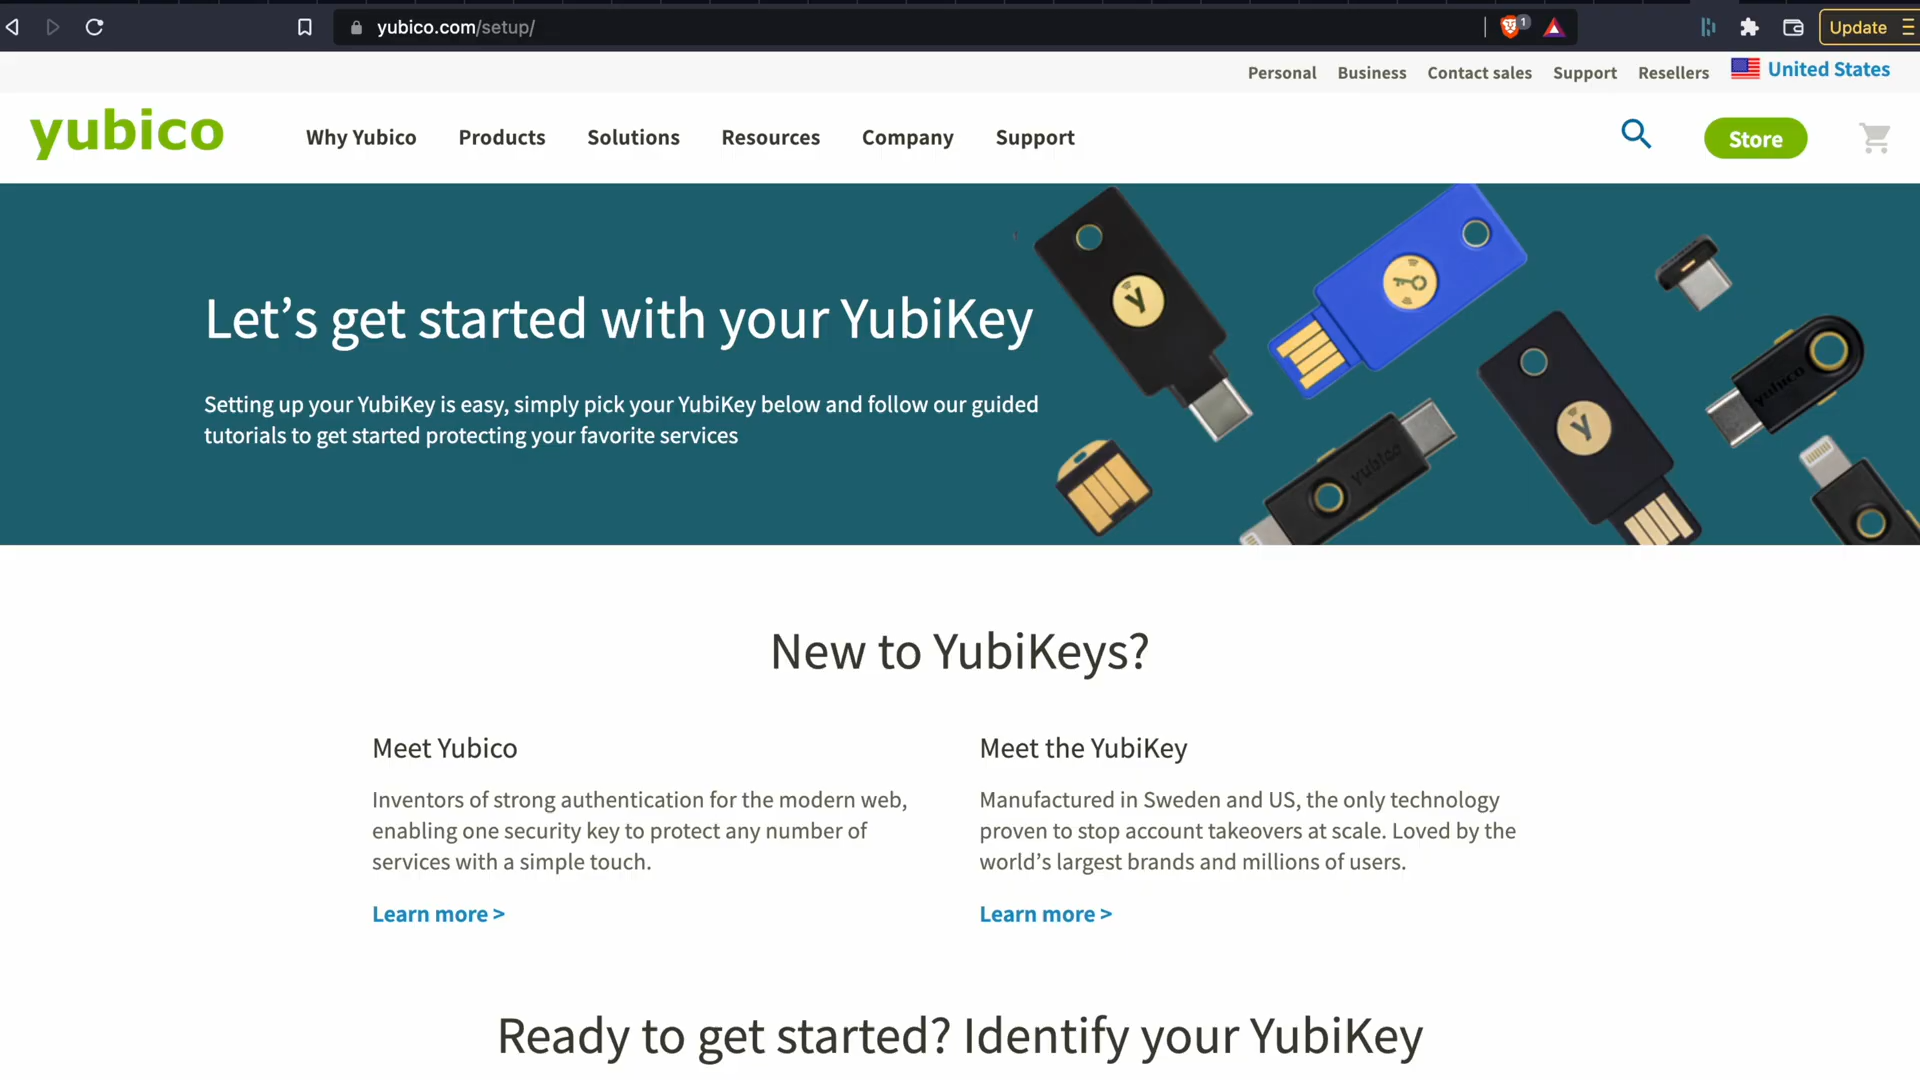 yubico.com/setup/
1
Update
Personal Business Contact sales Support Resellers United States
yubico Why Yubico Products Solutions Resources Company Support Store
Let’s get started with your YubiKey
Setting up your YubiKey is easy, simply pick your YubiKey below and follow our guided
tutorials to get started protecting your favorite services
yubico
yubico
New to YubiKeys?
Meet Yubico
Inventors of strong authentication for the modern web,
enabling one security key to protect any number of
services with a simple touch.
Learn more >
Meet the YubiKey
Manufactured in Sweden and US, the only technology
proven to stop account takeovers at scale. Loved by the
world’s largest brands and millions of users.
Learn more >
Ready to get started? Identify your YubiKey